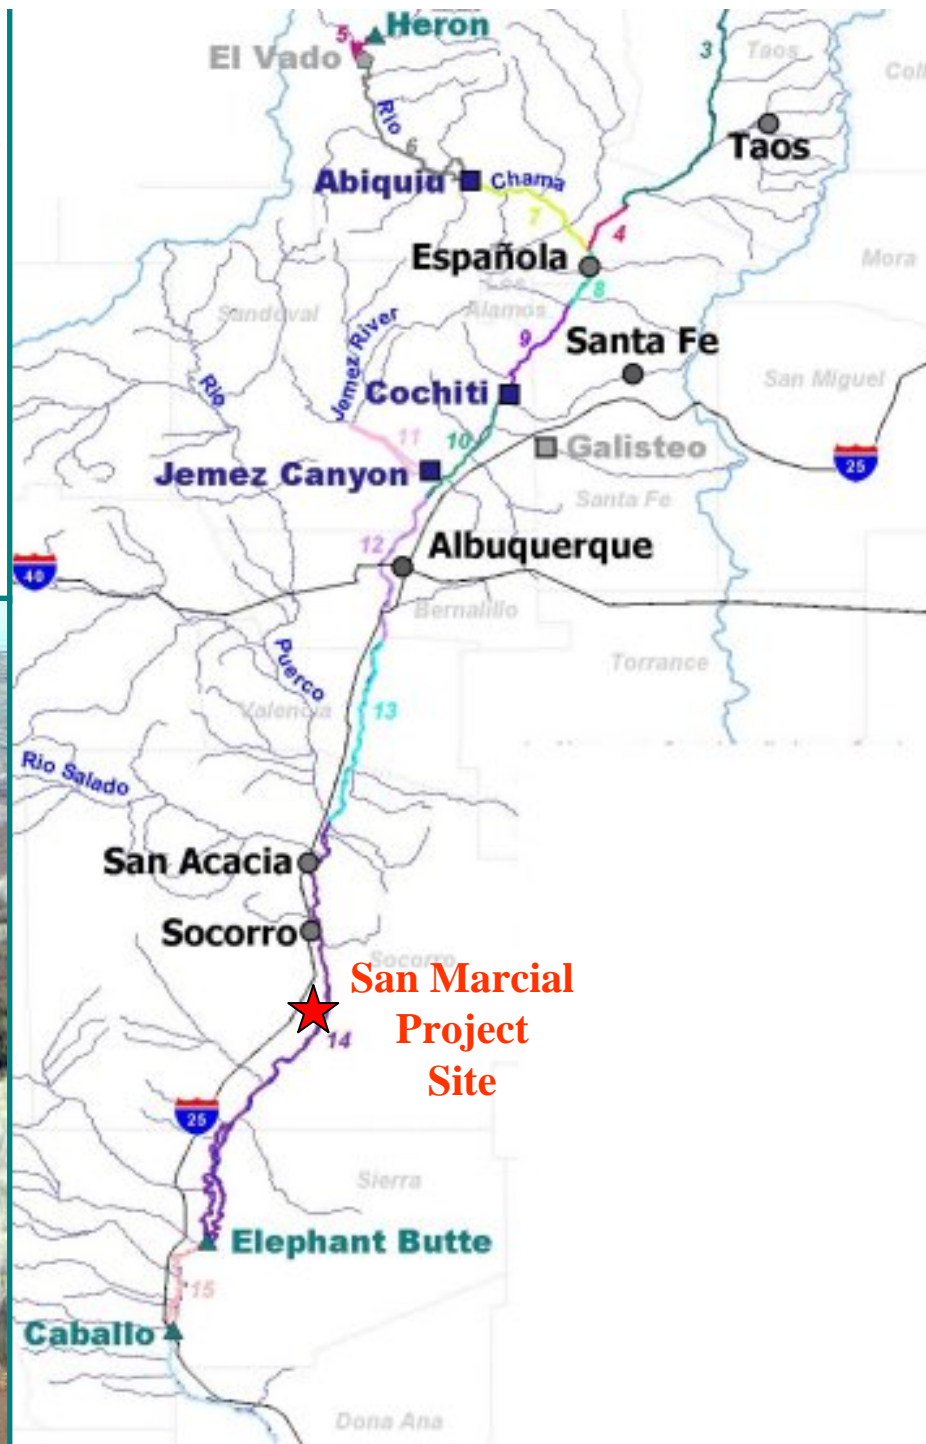 Heron
5
El Vado
3
Taos
Coll
Rio
6
Taos
Abiquiu
Chama
7
4
Española
Mora
Los
Alamos
8
Sandoval
Jemez River
9
Santa Fe
Rio
Cochiti
San Miguel
11
10
Galisteo
25
Jemez Canyon
Santa Fe
12
Albuquerque
40
Bernalillo
Puerco
Torrance
Valencia
13
Rio Salado
San Acacia
Socorro
Socorro
San Marcial
Project
Site
14
25
Sierra
Elephant Butte
15
Caballo
Dona Ana